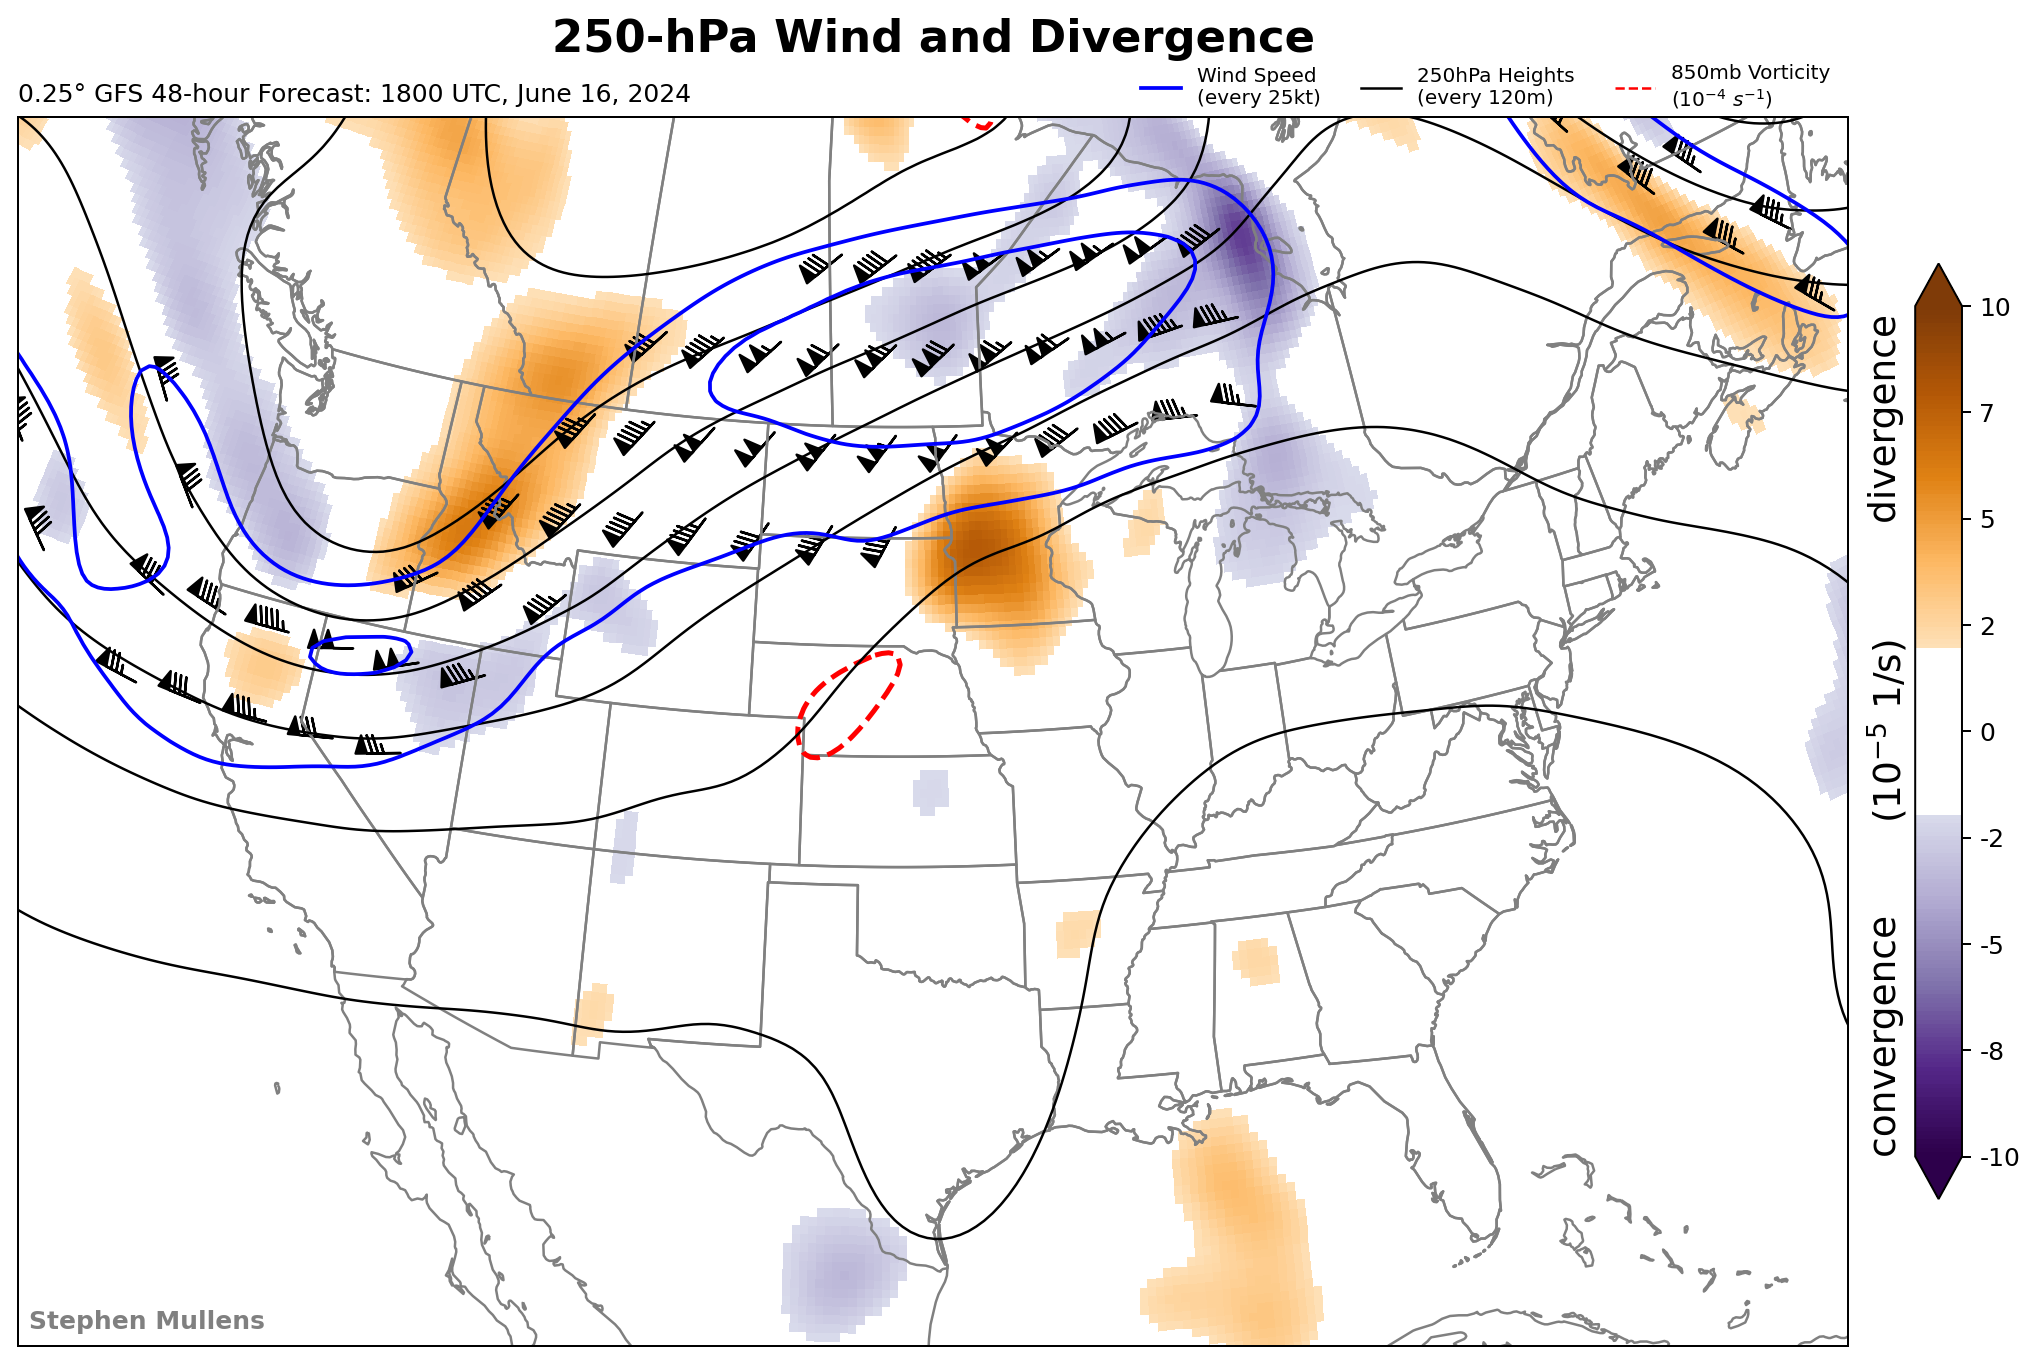 250-hPa Wind and Divergence
0.25° GFS 48-hour Forecast: 1800 UTC, June 16, 2024
Wind Speed
(every 25kt)
250hPa Heights
(every 120m)
850mb Vorticity
(10⁻⁴ s⁻¹)
10
7
5
2
0
-2
-5
-8
-10
convergence (10⁻⁵ 1/s) divergence
Stephen Mullens